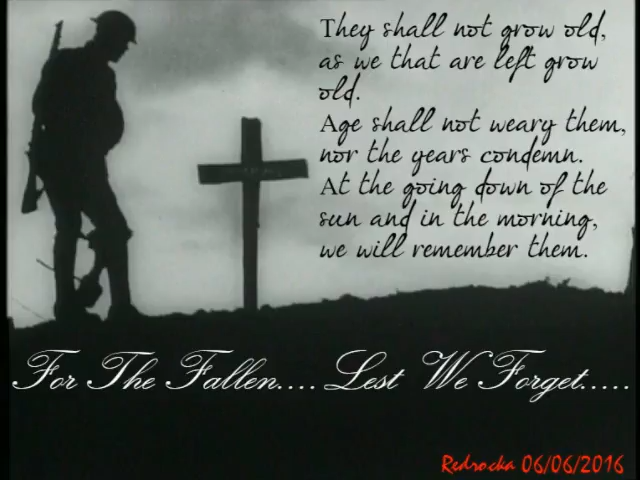 They shall not grow old,
as we that are left grow
old.
Age shall not weary them,
nor the years condemn.
At the going down of the
sun and in the morning,
we will remember them.
For The Fallen.... Lest We Forget.....
Redrocka 06/06/2016